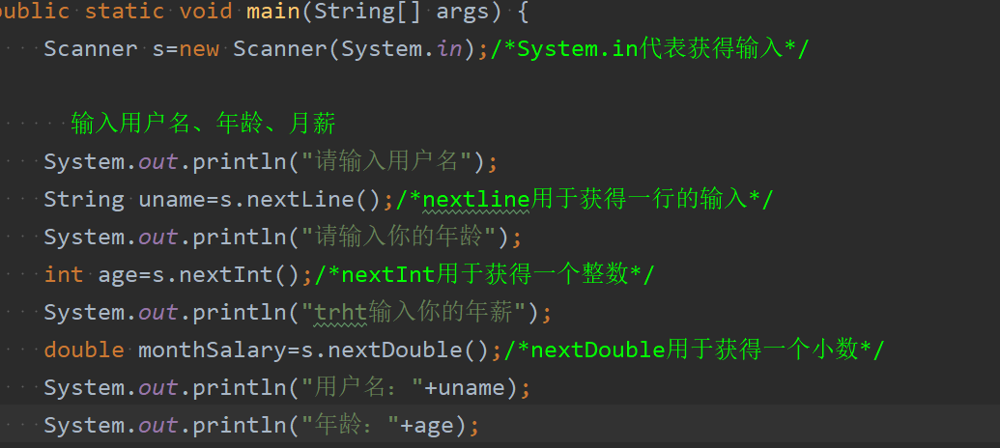 public static void main(String[] args) {
Scanner s=new Scanner(System.in);/*System.in代表获得输入*/
输入用户名、年龄、月薪
System.out.println("请输入用户名");
String uname=s.nextLine();/*nextline用于获得一行的输入*/
System.out.println("请输入你的年龄");
int age=s.nextInt();/*nextInt用于获得一个整数*/
System.out.println("trht输入你的年薪");
double monthSalary=s.nextDouble();/*nextDouble用于获得一个小数*/
System.out.println("用户名："+uname);
System.out.println("年龄："+age);